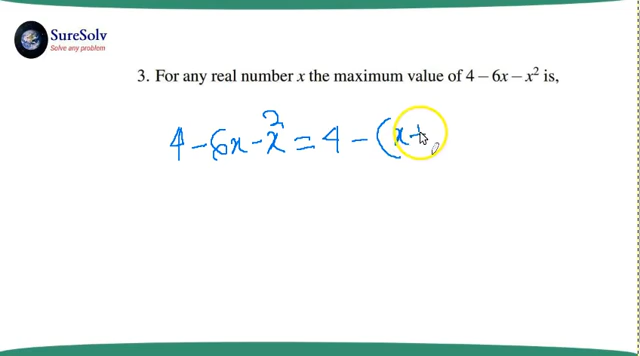 SureSolv
Solve any problem
3. For any real number x the maximum value of 4 − 6x − x² is,
4 − 6x − x² = 4 − (x +